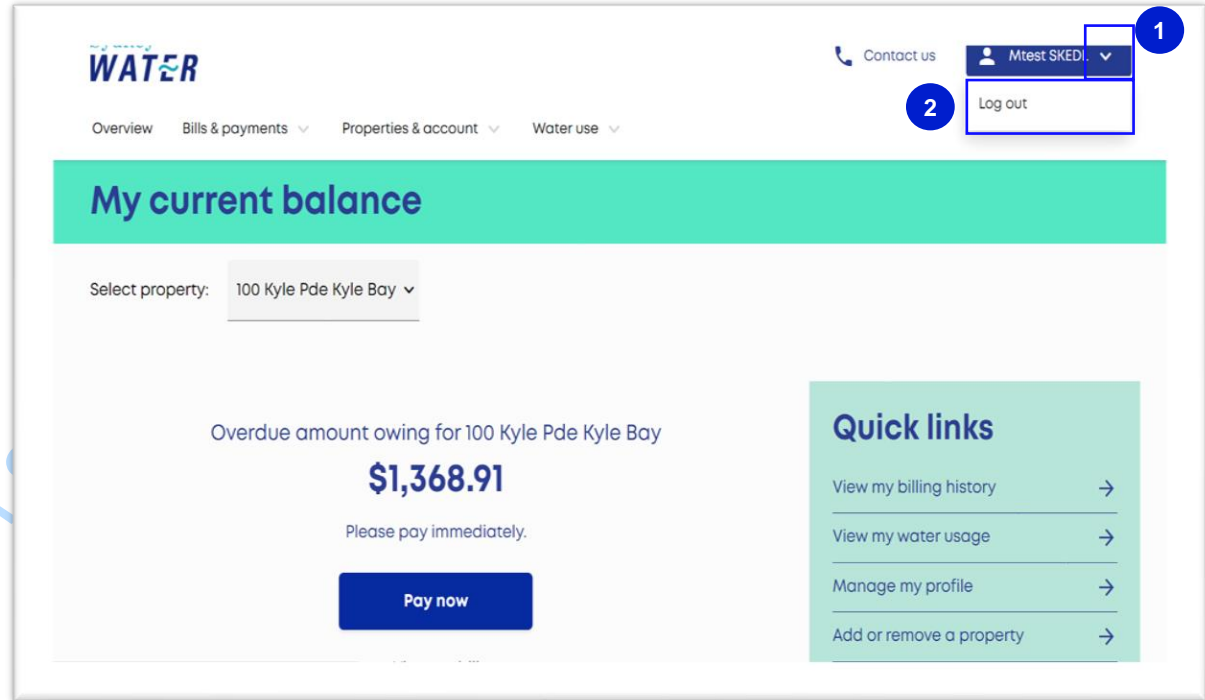 1
WATER
Contact us
Mtest SKEDL
2
Log out
Overview Bills & payments Properties & account Water use
My current balance
Select property: 100 Kyle Pde Kyle Bay
Overdue amount owing for 100 Kyle Pde Kyle Bay
$1,368.91
Please pay immediately.
Pay now
Quick links
View my billing history
View my water usage
Manage my profile
Add or remove a property